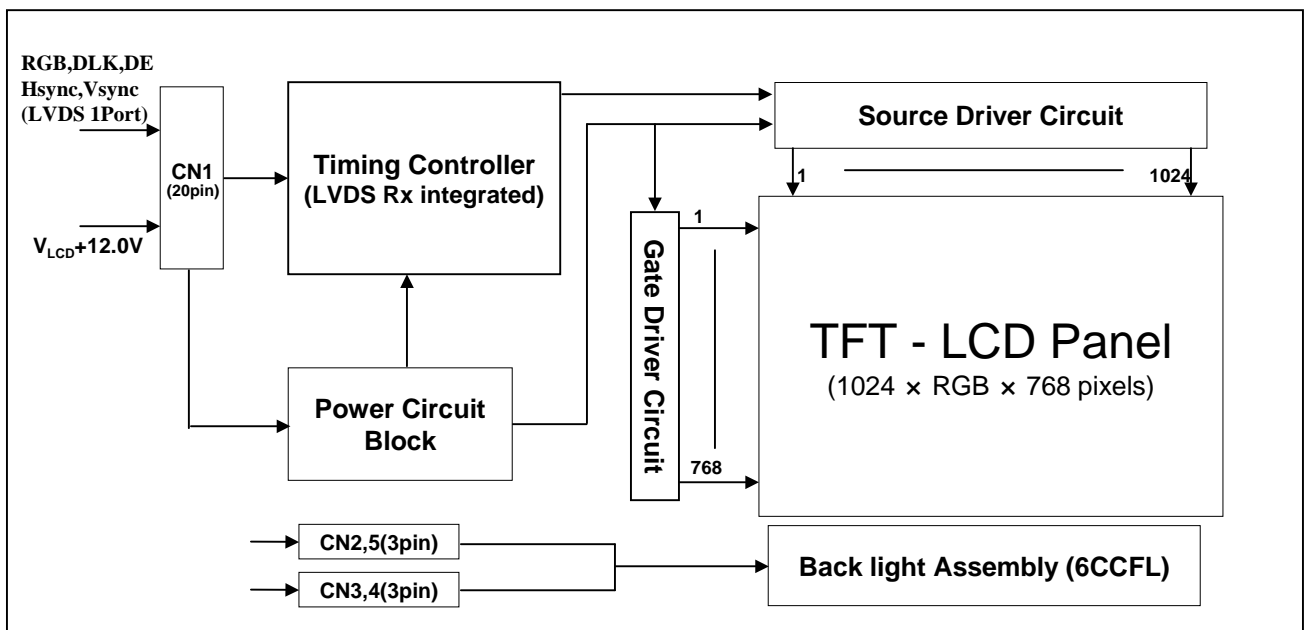 RGB,DLK,DE
Hsync,Vsync
(LVDS 1Port)
CN1
(20pin)
V_LCD+12.0V
Timing Controller
(LVDS Rx integrated)
Power Circuit
Block
Source Driver Circuit
1
1024
Gate Driver Circuit
1
768
TFT - LCD Panel
(1024 × RGB × 768 pixels)
CN2,5(3pin)
CN3,4(3pin)
Back light Assembly (6CCFL)